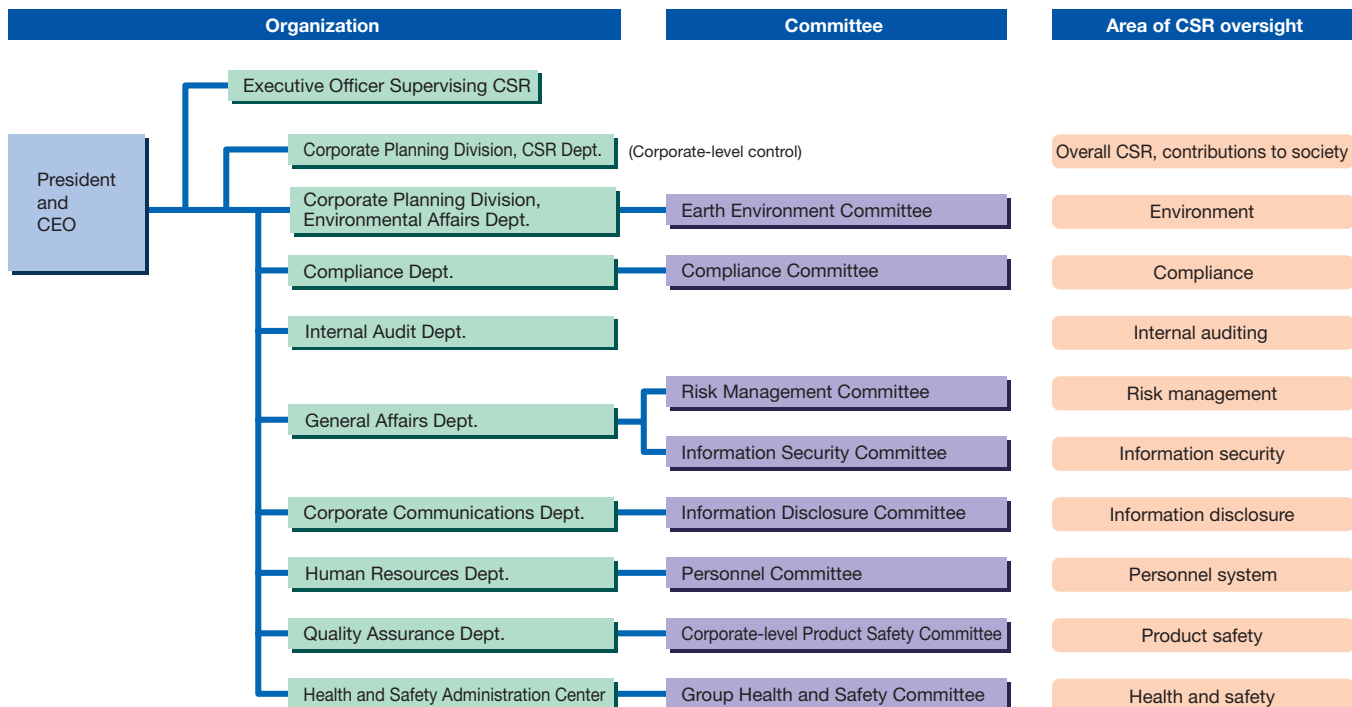 Organization
Committee
Area of CSR oversight
Executive Officer Supervising CSR
President
and
CEO
Corporate Planning Division, CSR Dept.
(Corporate-level control)
Overall CSR, contributions to society
Corporate Planning Division,
Environmental Affairs Dept.
Earth Environment Committee
Environment
Compliance Dept.
Compliance Committee
Compliance
Internal Audit Dept.
Internal auditing
General Affairs Dept.
Risk Management Committee
Risk management
Information Security Committee
Information security
Corporate Communications Dept.
Information Disclosure Committee
Information disclosure
Human Resources Dept.
Personnel Committee
Personnel system
Quality Assurance Dept.
Corporate-level Product Safety Committee
Product safety
Health and Safety Administration Center
Group Health and Safety Committee
Health and safety